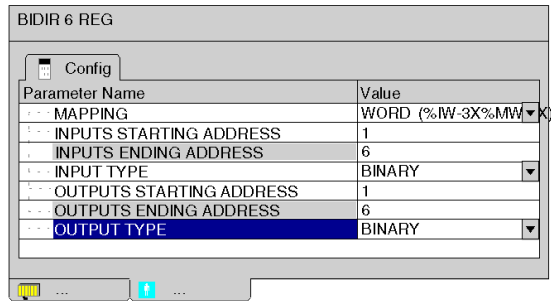 BIDIR 6 REG
Config
Parameter Name Value
MAPPING WORD (%IW-3X%MW
INPUTS STARTING ADDRESS 1
INPUTS ENDING ADDRESS 6
INPUT TYPE BINARY
OUTPUTS STARTING ADDRESS 1
OUTPUTS ENDING ADDRESS 6
OUTPUT TYPE BINARY
... ...